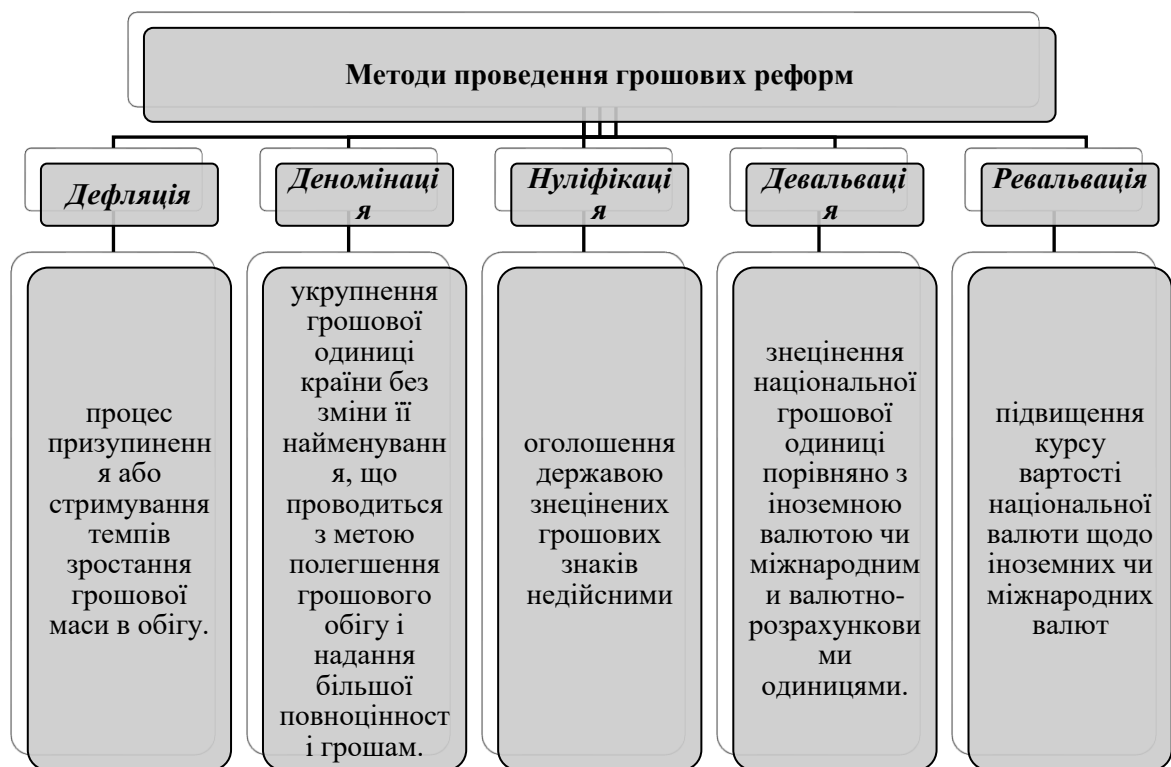 Методи проведення грошових реформ
Дефляція
Деномінаці
я
Нуліфікаці
я
Девальваці
я
Ревальвація
процес
призупиненн
я або
стримування
темпів
зростання
грошової
маси в обігу.
укрупнення
грошової
одиниці
країни без
зміни її
найменуванн
я, що
проводиться
з метою
полегшення
грошового
обігу і
надання
більшої
повноцінност
і грошам.
оголошення
державою
знецінених
грошових
знаків
недійсними
знецінення
національної
грошової
одиниці
порівняно з
іноземною
валютою чи
міжнародним
и валютно-
розрахункови
ми
одиницями.
підвищення
курсу
вартості
національної
валюти щодо
іноземних чи
міжнародних
валют